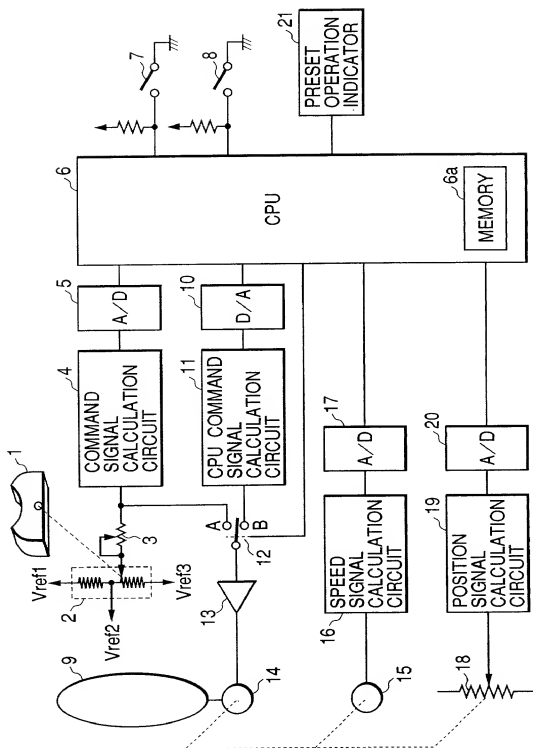 1
Vref1
2
Vref2
Vref3
3
4
COMMAND
SIGNAL
CALCULATION
CIRCUIT
5
A/D
6
CPU
6a
MEMORY
7
8
21
PRESET
OPERATION
INDICATOR
9
10
D/A
11
CPU COMMAND
SIGNAL
CALCULATION
CIRCUIT
A
B
12
13
14
15
16
SPEED
SIGNAL
CALCULATION
CIRCUIT
17
A/D
18
19
POSITION
SIGNAL
CALCULATION
CIRCUIT
20
A/D